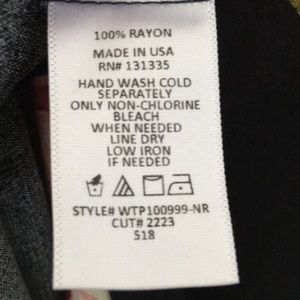 100% RAYON
MADE IN USA
RN# 131335
HAND WASH COLD
SEPARATELY
ONLY NON-CHLORINE
BLEACH
WHEN NEEDED
LINE DRY
LOW IRON
IF NEEDED
STYLE# WTP100999-NR
CUT# 2223
518